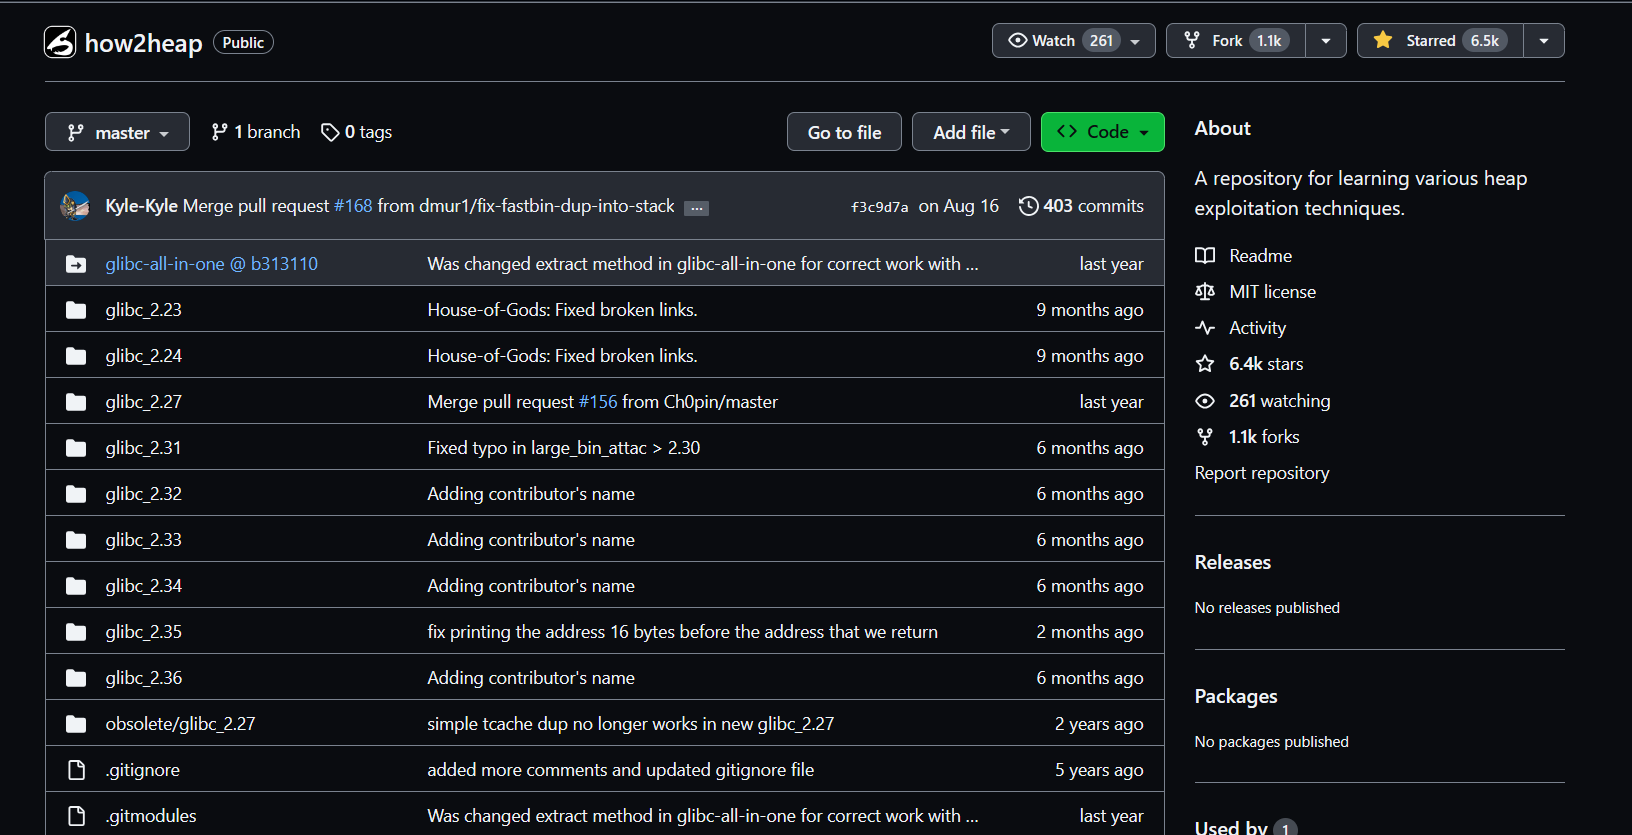 how2heap Public Watch 261 Fork 1.1k Starred 6.5k
master 1 branch 0 tags Go to file Add file Code
Kyle-Kyle Merge pull request #168 from dmur1/fix-fastbin-dup-into-stack ... f3c9d7a on Aug 16 403 commits
glibc-all-in-one @ b313110 Was changed extract method in glibc-all-in-one for correct work with ... last year
glibc_2.23 House-of-Gods: Fixed broken links. 9 months ago
glibc_2.24 House-of-Gods: Fixed broken links. 9 months ago
glibc_2.27 Merge pull request #156 from Ch0pin/master last year
glibc_2.31 Fixed typo in large_bin_attac > 2.30 6 months ago
glibc_2.32 Adding contributor's name 6 months ago
glibc_2.33 Adding contributor's name 6 months ago
glibc_2.34 Adding contributor's name 6 months ago
glibc_2.35 fix printing the address 16 bytes before the address that we return 2 months ago
glibc_2.36 Adding contributor's name 6 months ago
obsolete/glibc_2.27 simple tcache dup no longer works in new glibc_2.27 2 years ago
.gitignore added more comments and updated gitignore file 5 years ago
.gitmodules Was changed extract method in glibc-all-in-one for correct work with ... last year
About
A repository for learning various heap
exploitation techniques.
Readme
MIT license
Activity
6.4k stars
261 watching
1.1k forks
Report repository
Releases
No releases published
Packages
No packages published
Used by 1